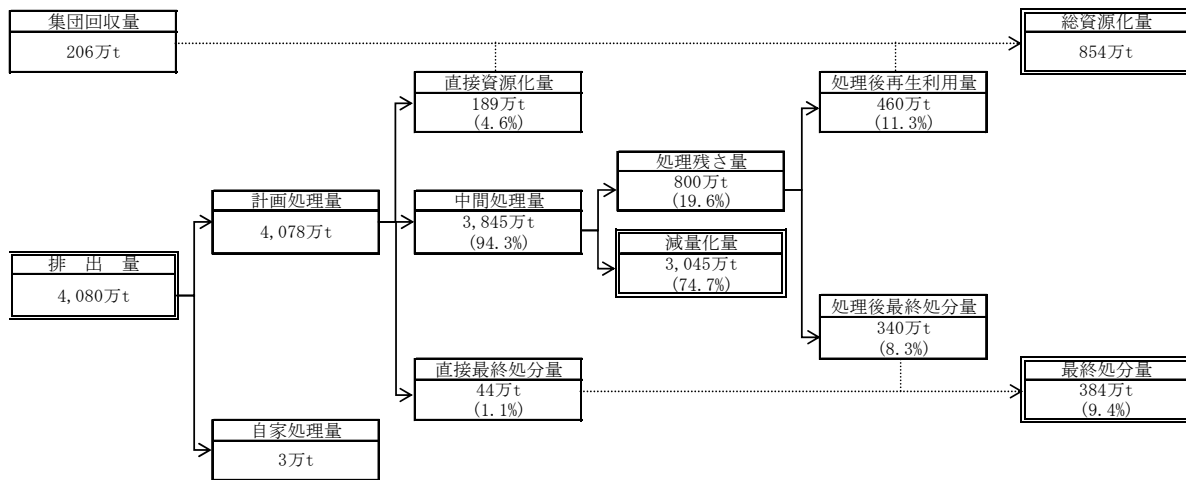 集団回収量
206万t
総資源化量
854万t
直接資源化量
189万t
(4.6%)
処理後再生利用量
460万t
(11.3%)
処理残さ量
800万t
(19.6%)
計画処理量
4,078万t
中間処理量
3,845万t
(94.3%)
減量化量
3,045万t
(74.7%)
排　出　量
4,080万t
処理後最終処分量
340万t
(8.3%)
直接最終処分量
44万t
(1.1%)
最終処分量
384万t
(9.4%)
自家処理量
3万t